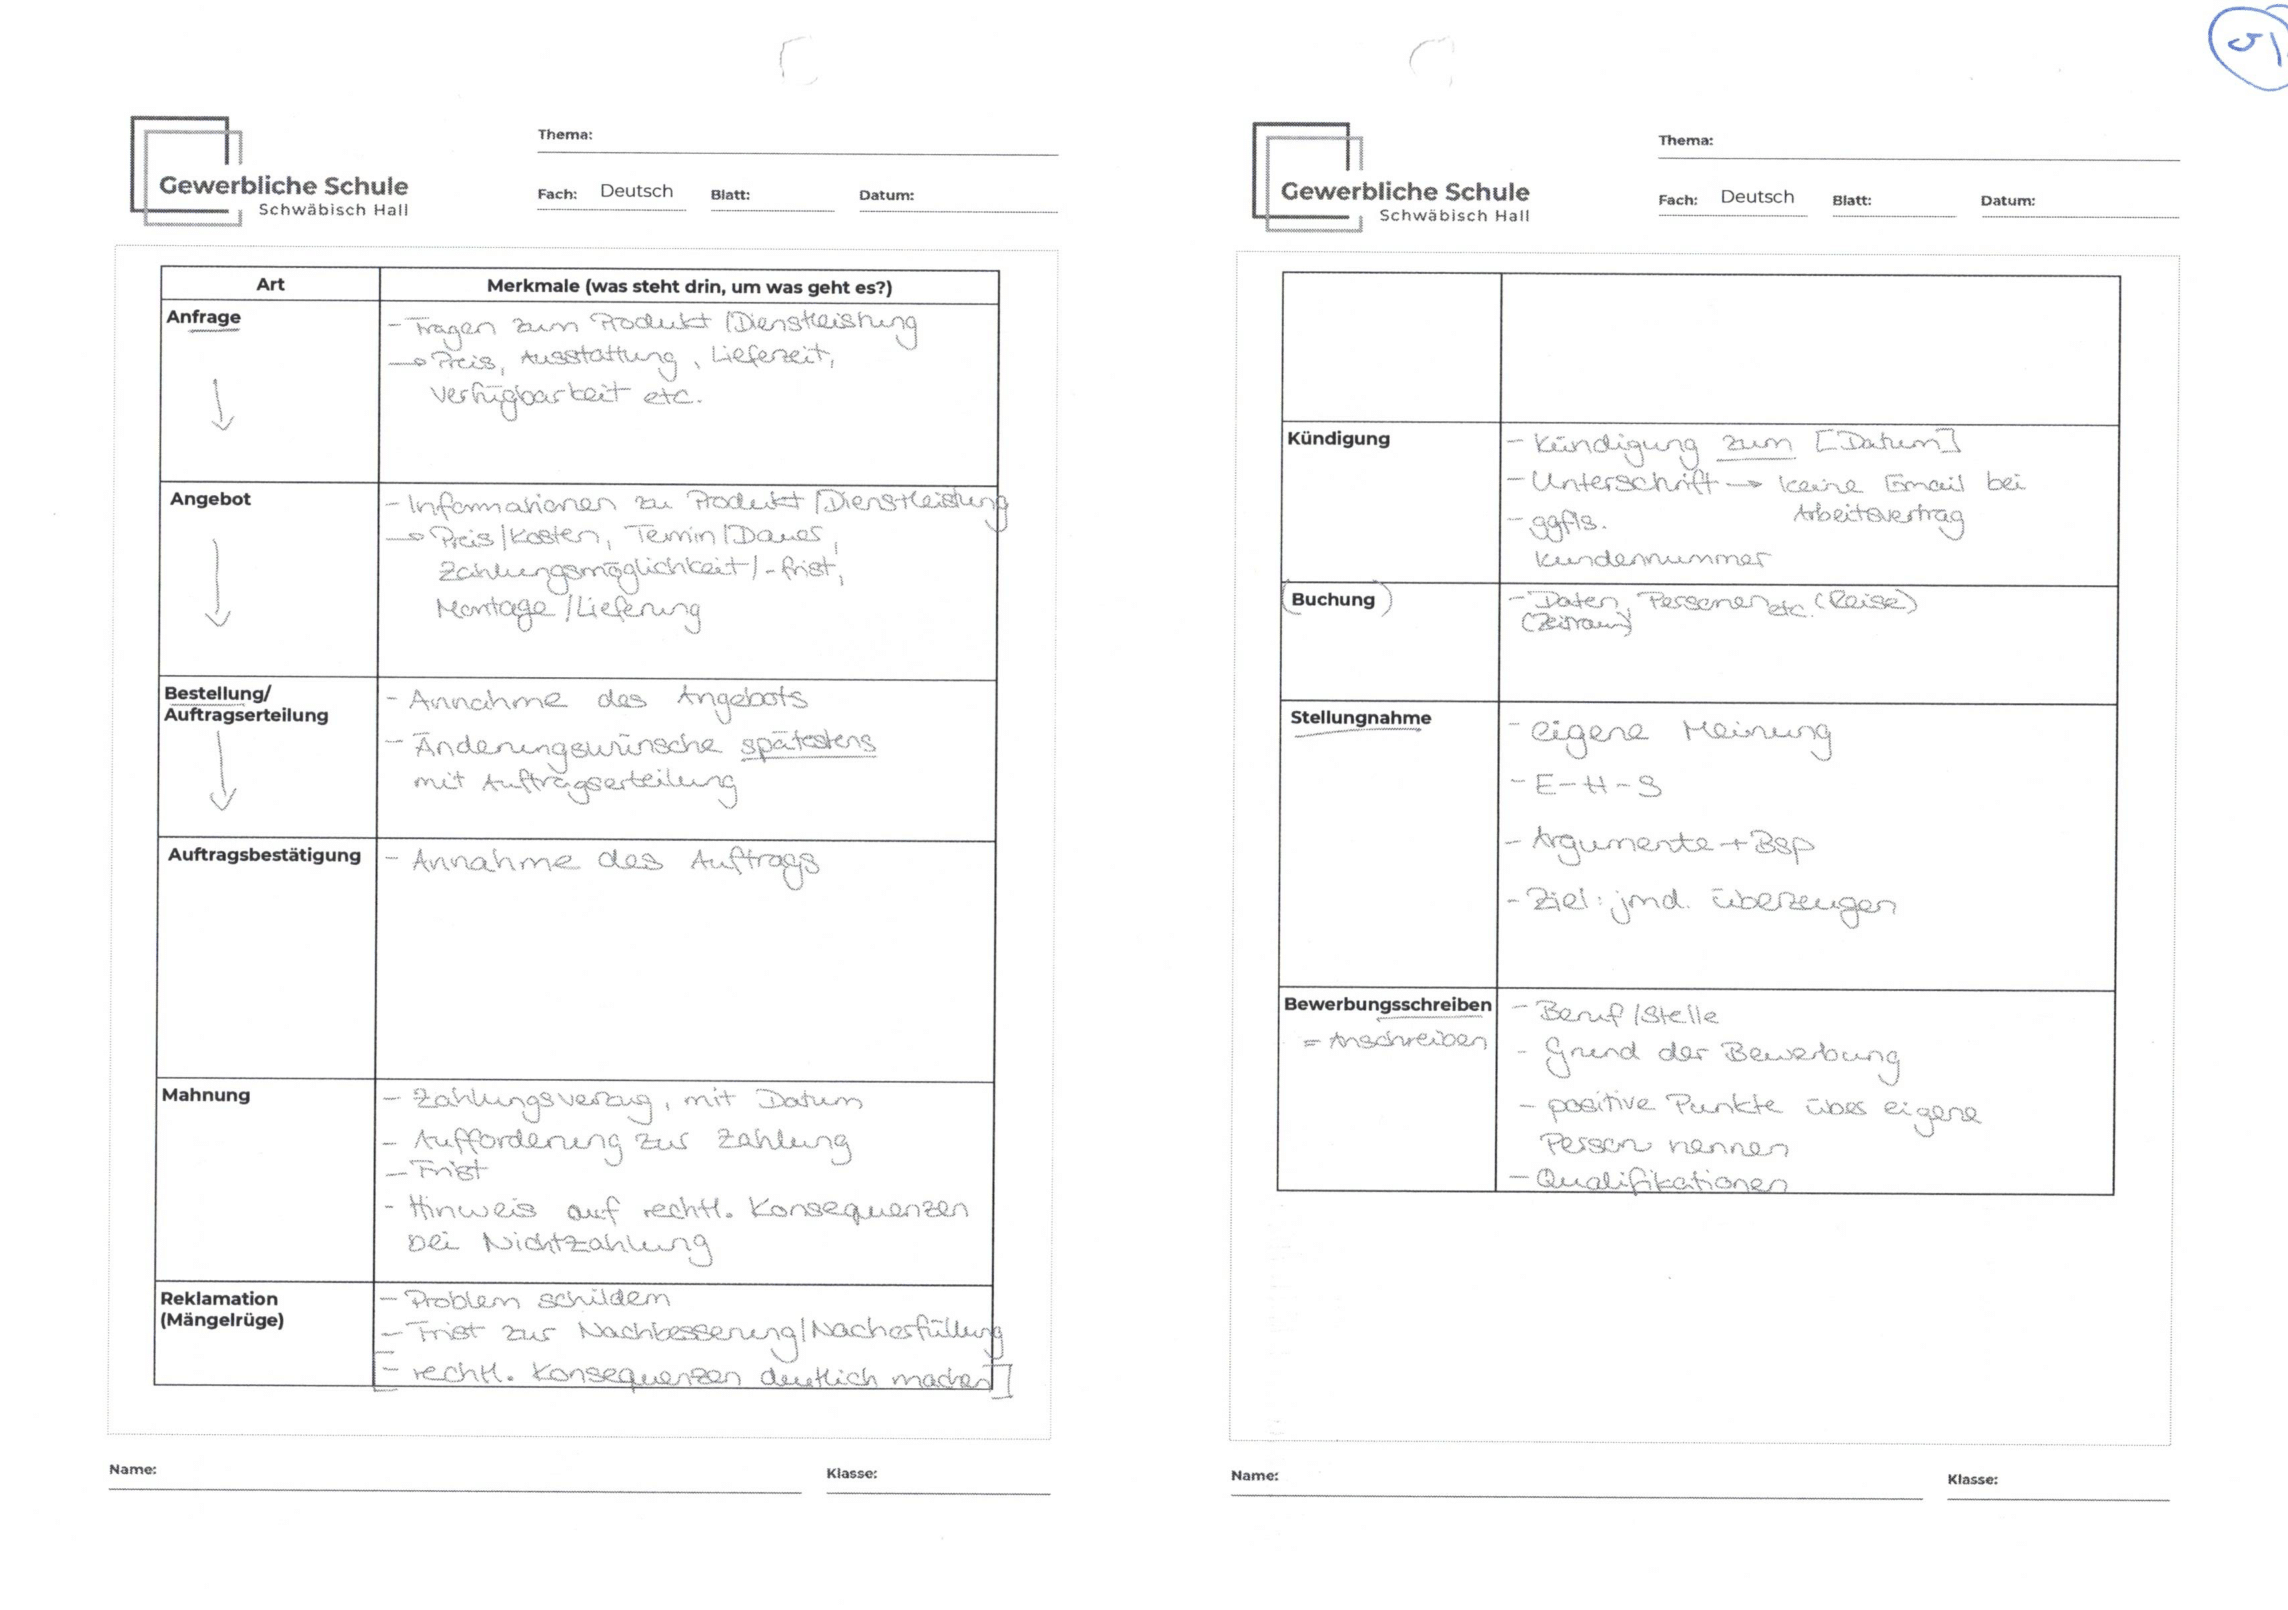 Gewerbliche Schule
Schwäbisch Hall
Thema:
Fach: Deutsch Blatt: Datum:
Art
Merkmale (was steht drin, um was geht es?)
Anfrage
- Fragen zum Produkt / Dienstleistung
→ Preis, Ausstattung, Lieferzeit,
Verfügbarkeit etc.
Angebot
- Informationen zu Produkt / Dienstleistung
→ Preis / Kosten, Termin / Dauer,
Zahlungsmöglichkeit / -frist,
Montage / Lieferung
Bestellung/
Auftragserteilung
- Annahme des Angebots
- Änderungswünsche spätestens
mit Auftragserteilung
Auftragsbestätigung
- Annahme des Auftrags
Mahnung
- Zahlungsverzug, mit Datum
- Aufforderung zur Zahlung
- Frist
- Hinweis auf rechtl. Konsequenzen
bei Nichtzahlung
Reklamation
(Mängelrüge)
- Problem schildern
- Frist zur Nachbesserung / Nacherfüllung
[- rechtl. Konsequenzen deutlich machen]
Name: Klasse:
Gewerbliche Schule
Schwäbisch Hall
Thema:
Fach: Deutsch Blatt: Datum:
Kündigung
- Kündigung zum [Datum]
- Unterschrift → keine Email bei
Arbeitsvertrag
- ggfls.
Kundennummer
(Buchung)
- Daten, Personen etc. (Reise)
(Zeitraum)
Stellungnahme
- eigene Meinung
- E-H-S
- Argumente + Bsp
- Ziel: jmd. überzeugen
Bewerbungsschreiben
= Anschreiben
- Beruf / Stelle
- Grund der Bewerbung
- positive Punkte über eigene
Person nennen
- Qualifikationen
Name: Klasse: